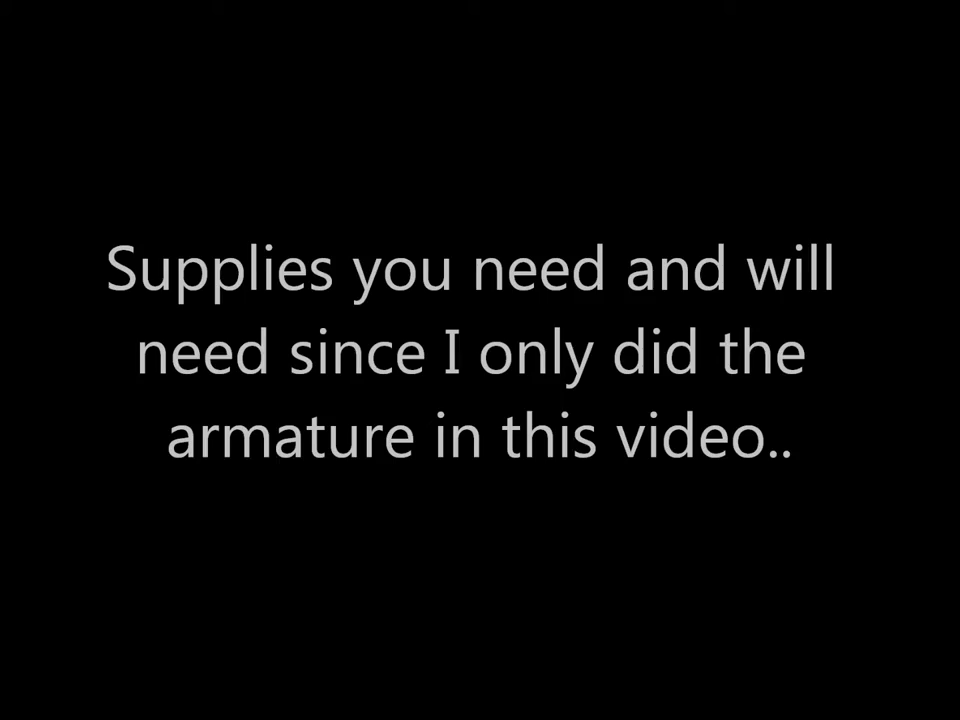 Supplies you need and will
need since I only did the
armature in this video..